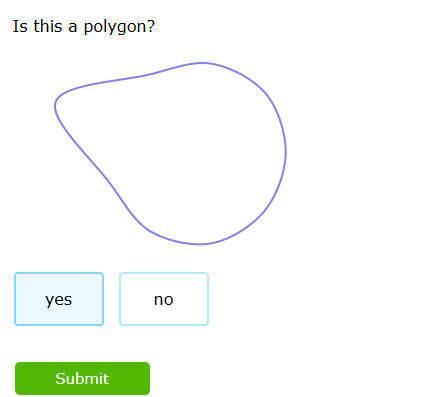 Is this a polygon?
yes
no
Submit